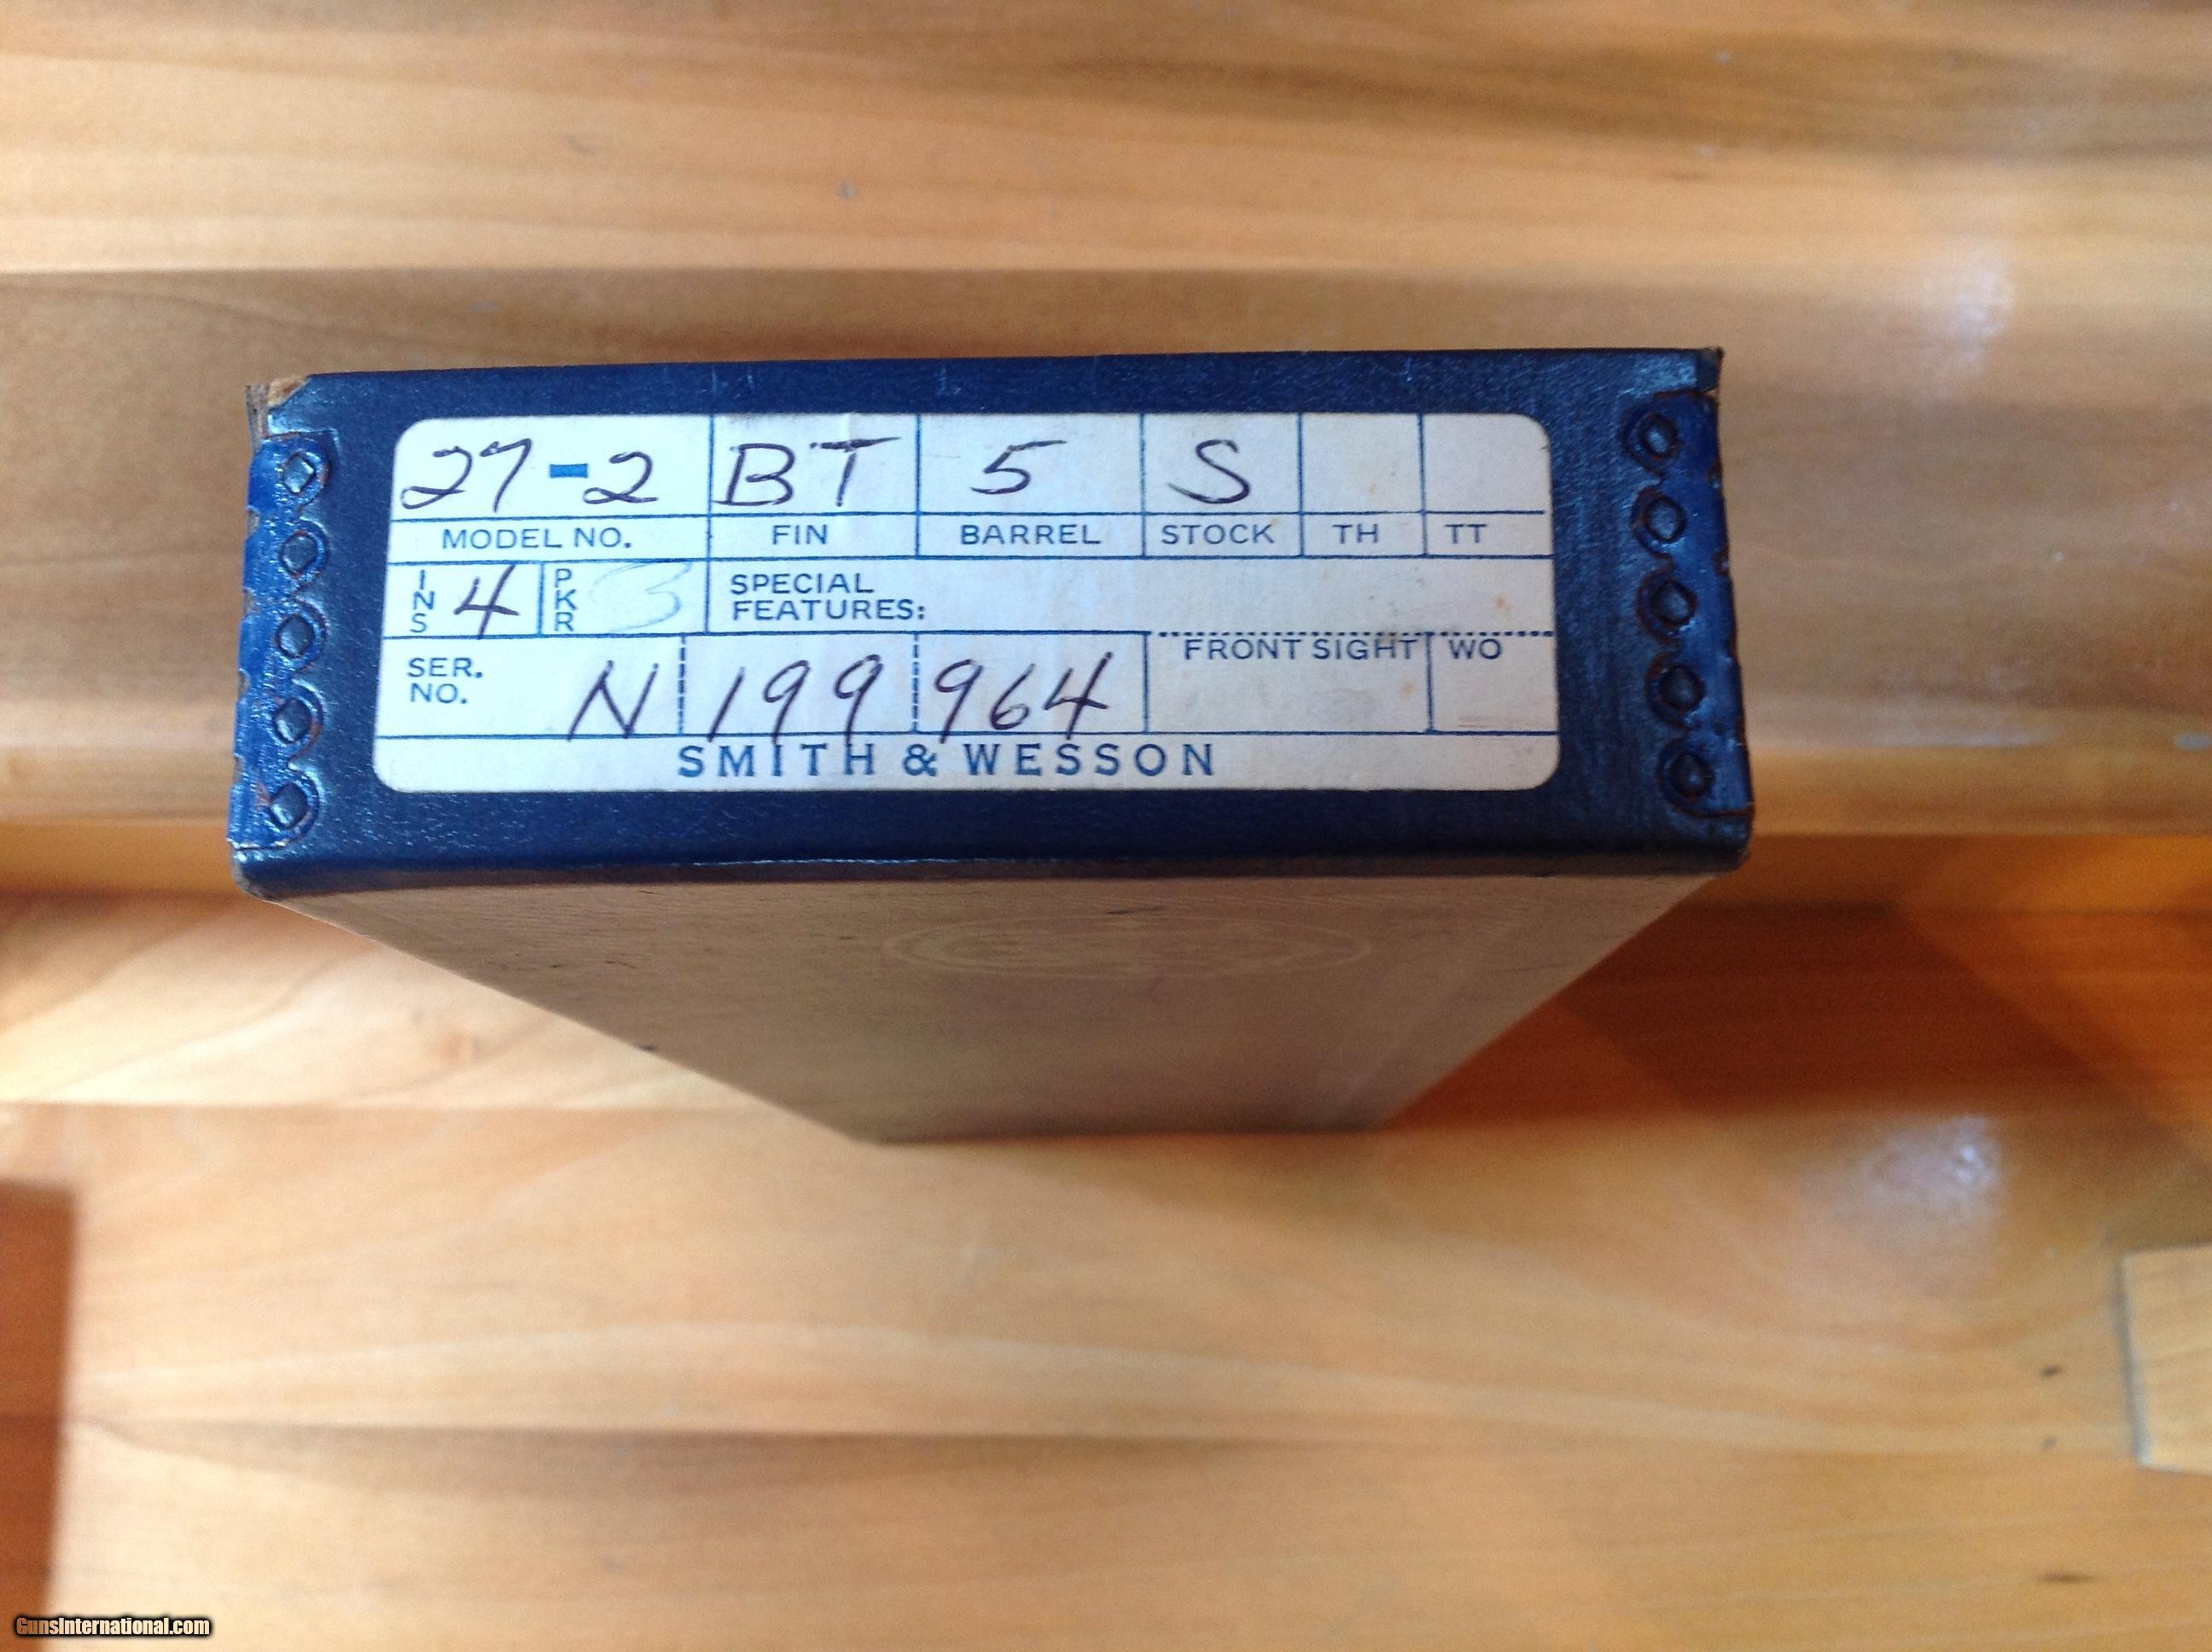 27-2 BT 5 S
MODEL NO. FIN BARREL STOCK TH TT
INS 4 PKR 3 SPECIAL
FEATURES:
SER. NO. N 199 964 FRONT SIGHT WO
SMITH & WESSON
GunsInternational.com